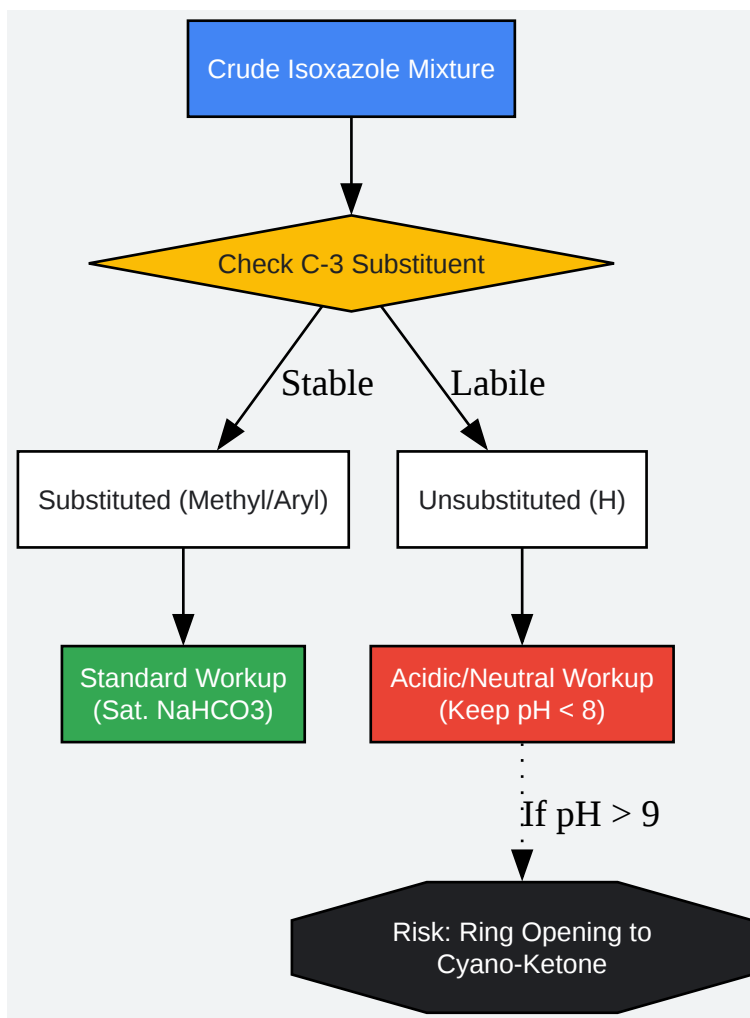 Crude Isoxazole Mixture
Check C-3 Substituent
Stable
Labile
Substituted (Methyl/Aryl)
Unsubstituted (H)
Standard Workup
(Sat. NaHCO3)
Acidic/Neutral Workup
(Keep pH < 8)
If pH > 9
Risk: Ring Opening to
Cyano-Ketone